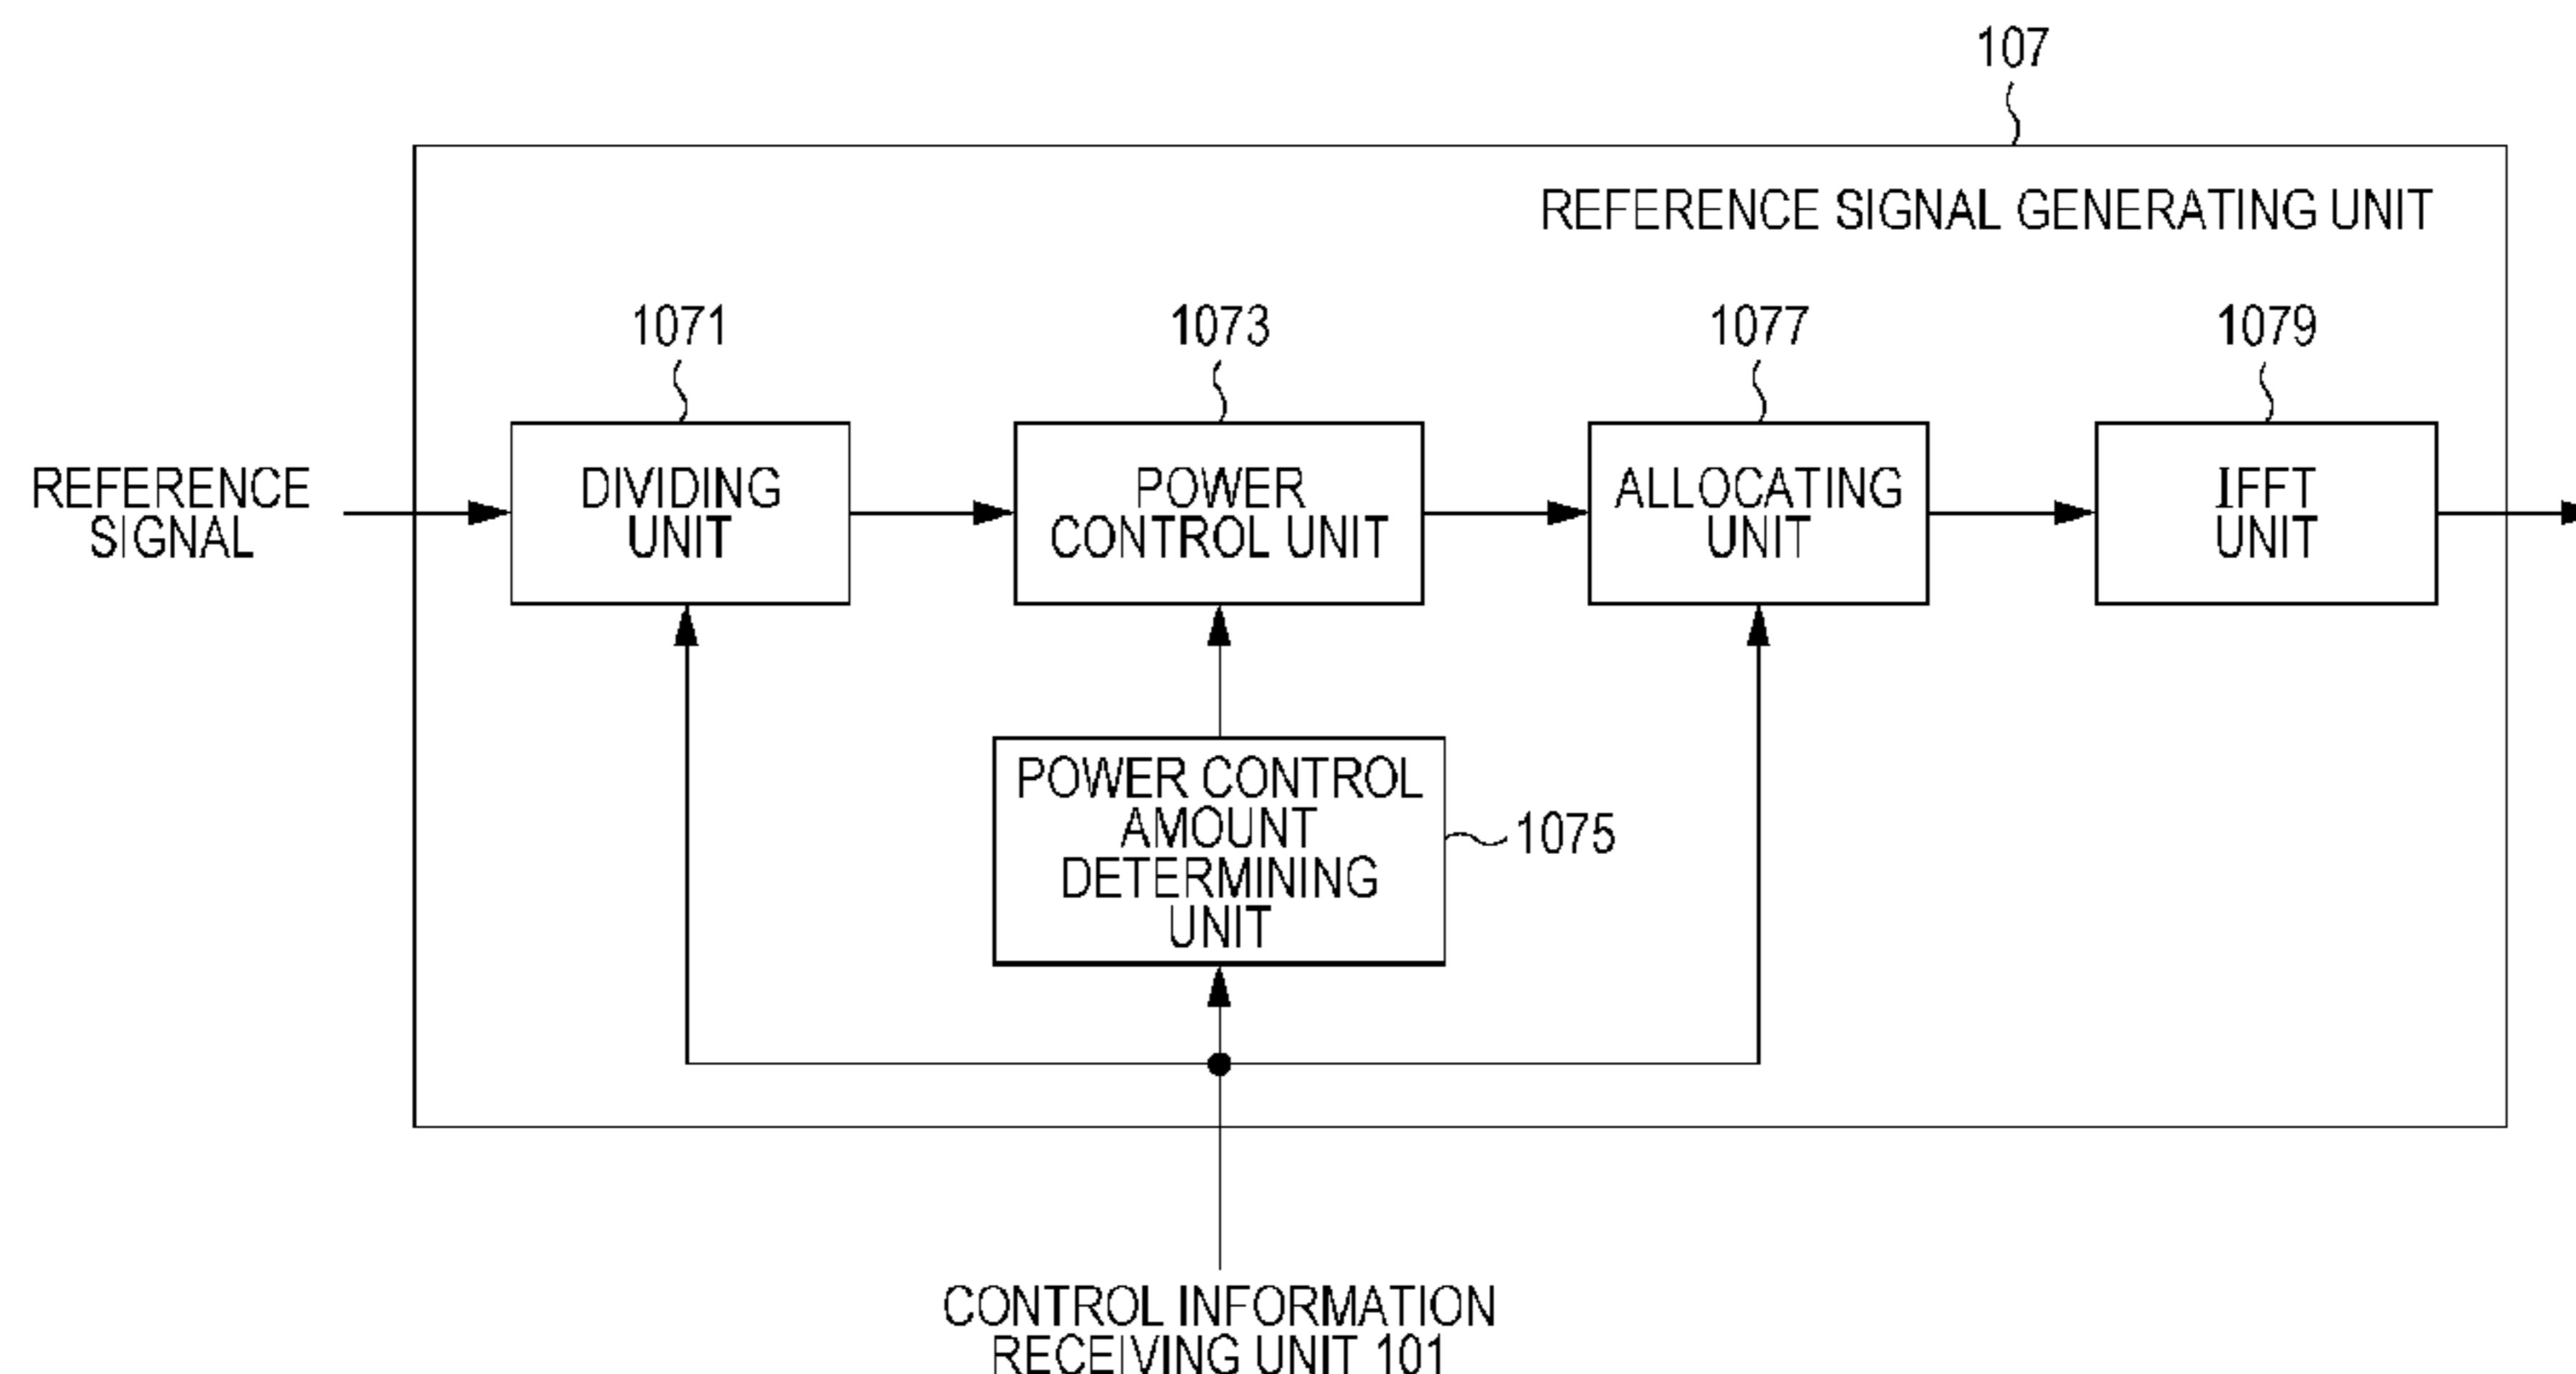 107
REFERENCE SIGNAL GENERATING UNIT
1071
1073
1077
1079
REFERENCE
SIGNAL
DIVIDING
UNIT
POWER
CONTROL UNIT
ALLOCATING
UNIT
IFFT
UNIT
POWER CONTROL
AMOUNT
DETERMINING
UNIT
1075
CONTROL INFORMATION
RECEIVING UNIT 101